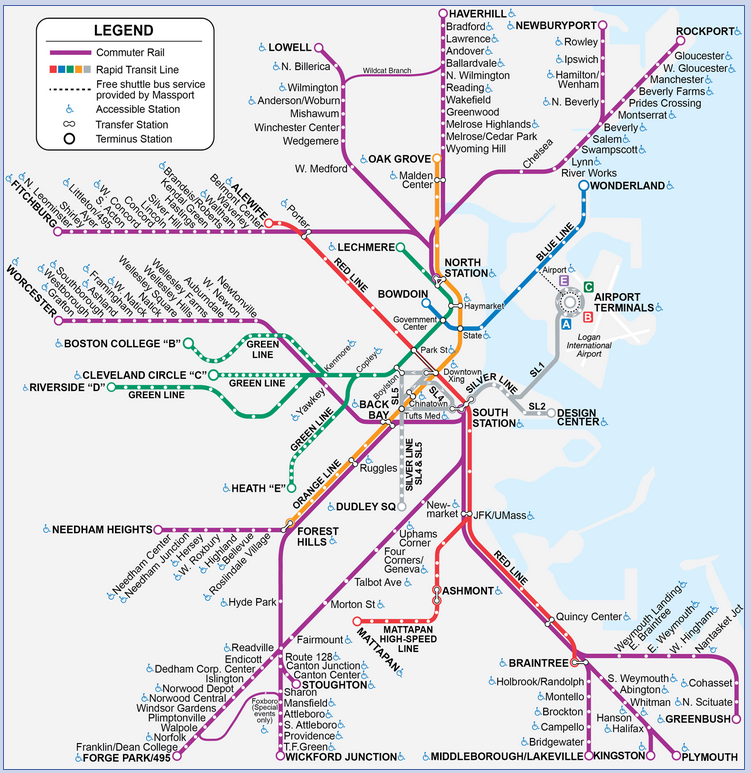 LEGEND
Commuter Rail
Rapid Transit Line
Free shuttle bus service
provided by Massport
Accessible Station
Transfer Station
Terminus Station
LOWELL
N. Billerica
Wilmington
Anderson/Woburn
Mishawum
Winchester Center
Wedgemere
W. Medford
Wildcat Branch
HAVERHILL
Bradford
Lawrence
Andover
Ballardvale
N. Wilmington
Reading
Wakefield
Greenwood
Melrose Highlands
Melrose/Cedar Park
Wyoming Hill
OAK GROVE
Malden
Center
NEWBURYPORT
Rowley
Ipswich
Hamilton/
Wenham
N. Beverly
ROCKPORT
Gloucester
W. Gloucester
Manchester
Beverly Farms
Prides Crossing
Montserrat
Beverly
Salem
Swampscott
Lynn
River Works
Chelsea
WONDERLAND
BLUE LINE
Airport
E
C
B
A
AIRPORT
TERMINALS
Logan
International
Airport
FITCHBURG
N. Leominster
Shirley
Ayer
Littleton/495
S. Acton
W. Concord
Concord
Lincoln
Silver Hill
Hastings
Kendal Green
Brandeis/Roberts
Waltham
Waverley
Belmont Center
ALEWIFE
Porter
RED LINE
LECHMERE
NORTH
STATION
BOWDOIN
Haymarket
Government
Center
State
WORCESTER
Grafton
Westborough
Southborough
Ashland
Framingham
W. Natick
Natick
Wellesley Square
Wellesley Hills
Wellesley Farms
Auburndale
W. Newton
Newtonville
BOSTON COLLEGE “B”
GREEN
LINE
CLEVELAND CIRCLE “C”
GREEN LINE
RIVERSIDE “D”
GREEN LINE
Kenmore
Copley
Yawkey
GREEN LINE
HEATH “E”
Park St
Downtown
Xing
Boylston
SL5
SL4
Chinatown
Tufts Med
SILVER LINE
SL1
SL2
DESIGN
CENTER
SOUTH
STATION
BACK
BAY
Ruggles
ORANGE LINE
SILVER LINE
SL4 & SL5
DUDLEY SQ
NEEDHAM HEIGHTS
Needham Center
Needham Junction
Hersey
W. Roxbury
Highland
Bellevue
Roslindale Village
FOREST
HILLS
New-
market
JFK/UMass
Uphams
Corner
Four
Corners/
Geneva
Talbot Ave
Morton St
Fairmount
RED LINE
ASHMONT
MATTAPAN
HIGH-SPEED
LINE
MATTAPAN
Quincy Center
BRAINTREE
Weymouth Landing/
E. Braintree
E. Weymouth
W. Hingham
Nantasket Jct
Cohasset
N. Scituate
GREENBUSH
Holbrook/Randolph
Montello
Brockton
Campello
Bridgewater
MIDDLEBOROUGH/LAKEVILLE
S. Weymouth
Abington
Whitman
Hanson
Halifax
KINGSTON
PLYMOUTH
Hyde Park
Readville
Endicott
Dedham Corp. Center
Islington
Norwood Depot
Norwood Central
Windsor Gardens
Plimptonville
Walpole
Norfolk
Franklin/Dean College
FORGE PARK/495
Foxboro
(Special
events
only)
Route 128
Canton Junction
Canton Center
STOUGHTON
Sharon
Mansfield
Attleboro
S. Attleboro
Providence
T.F.Green
WICKFORD JUNCTION